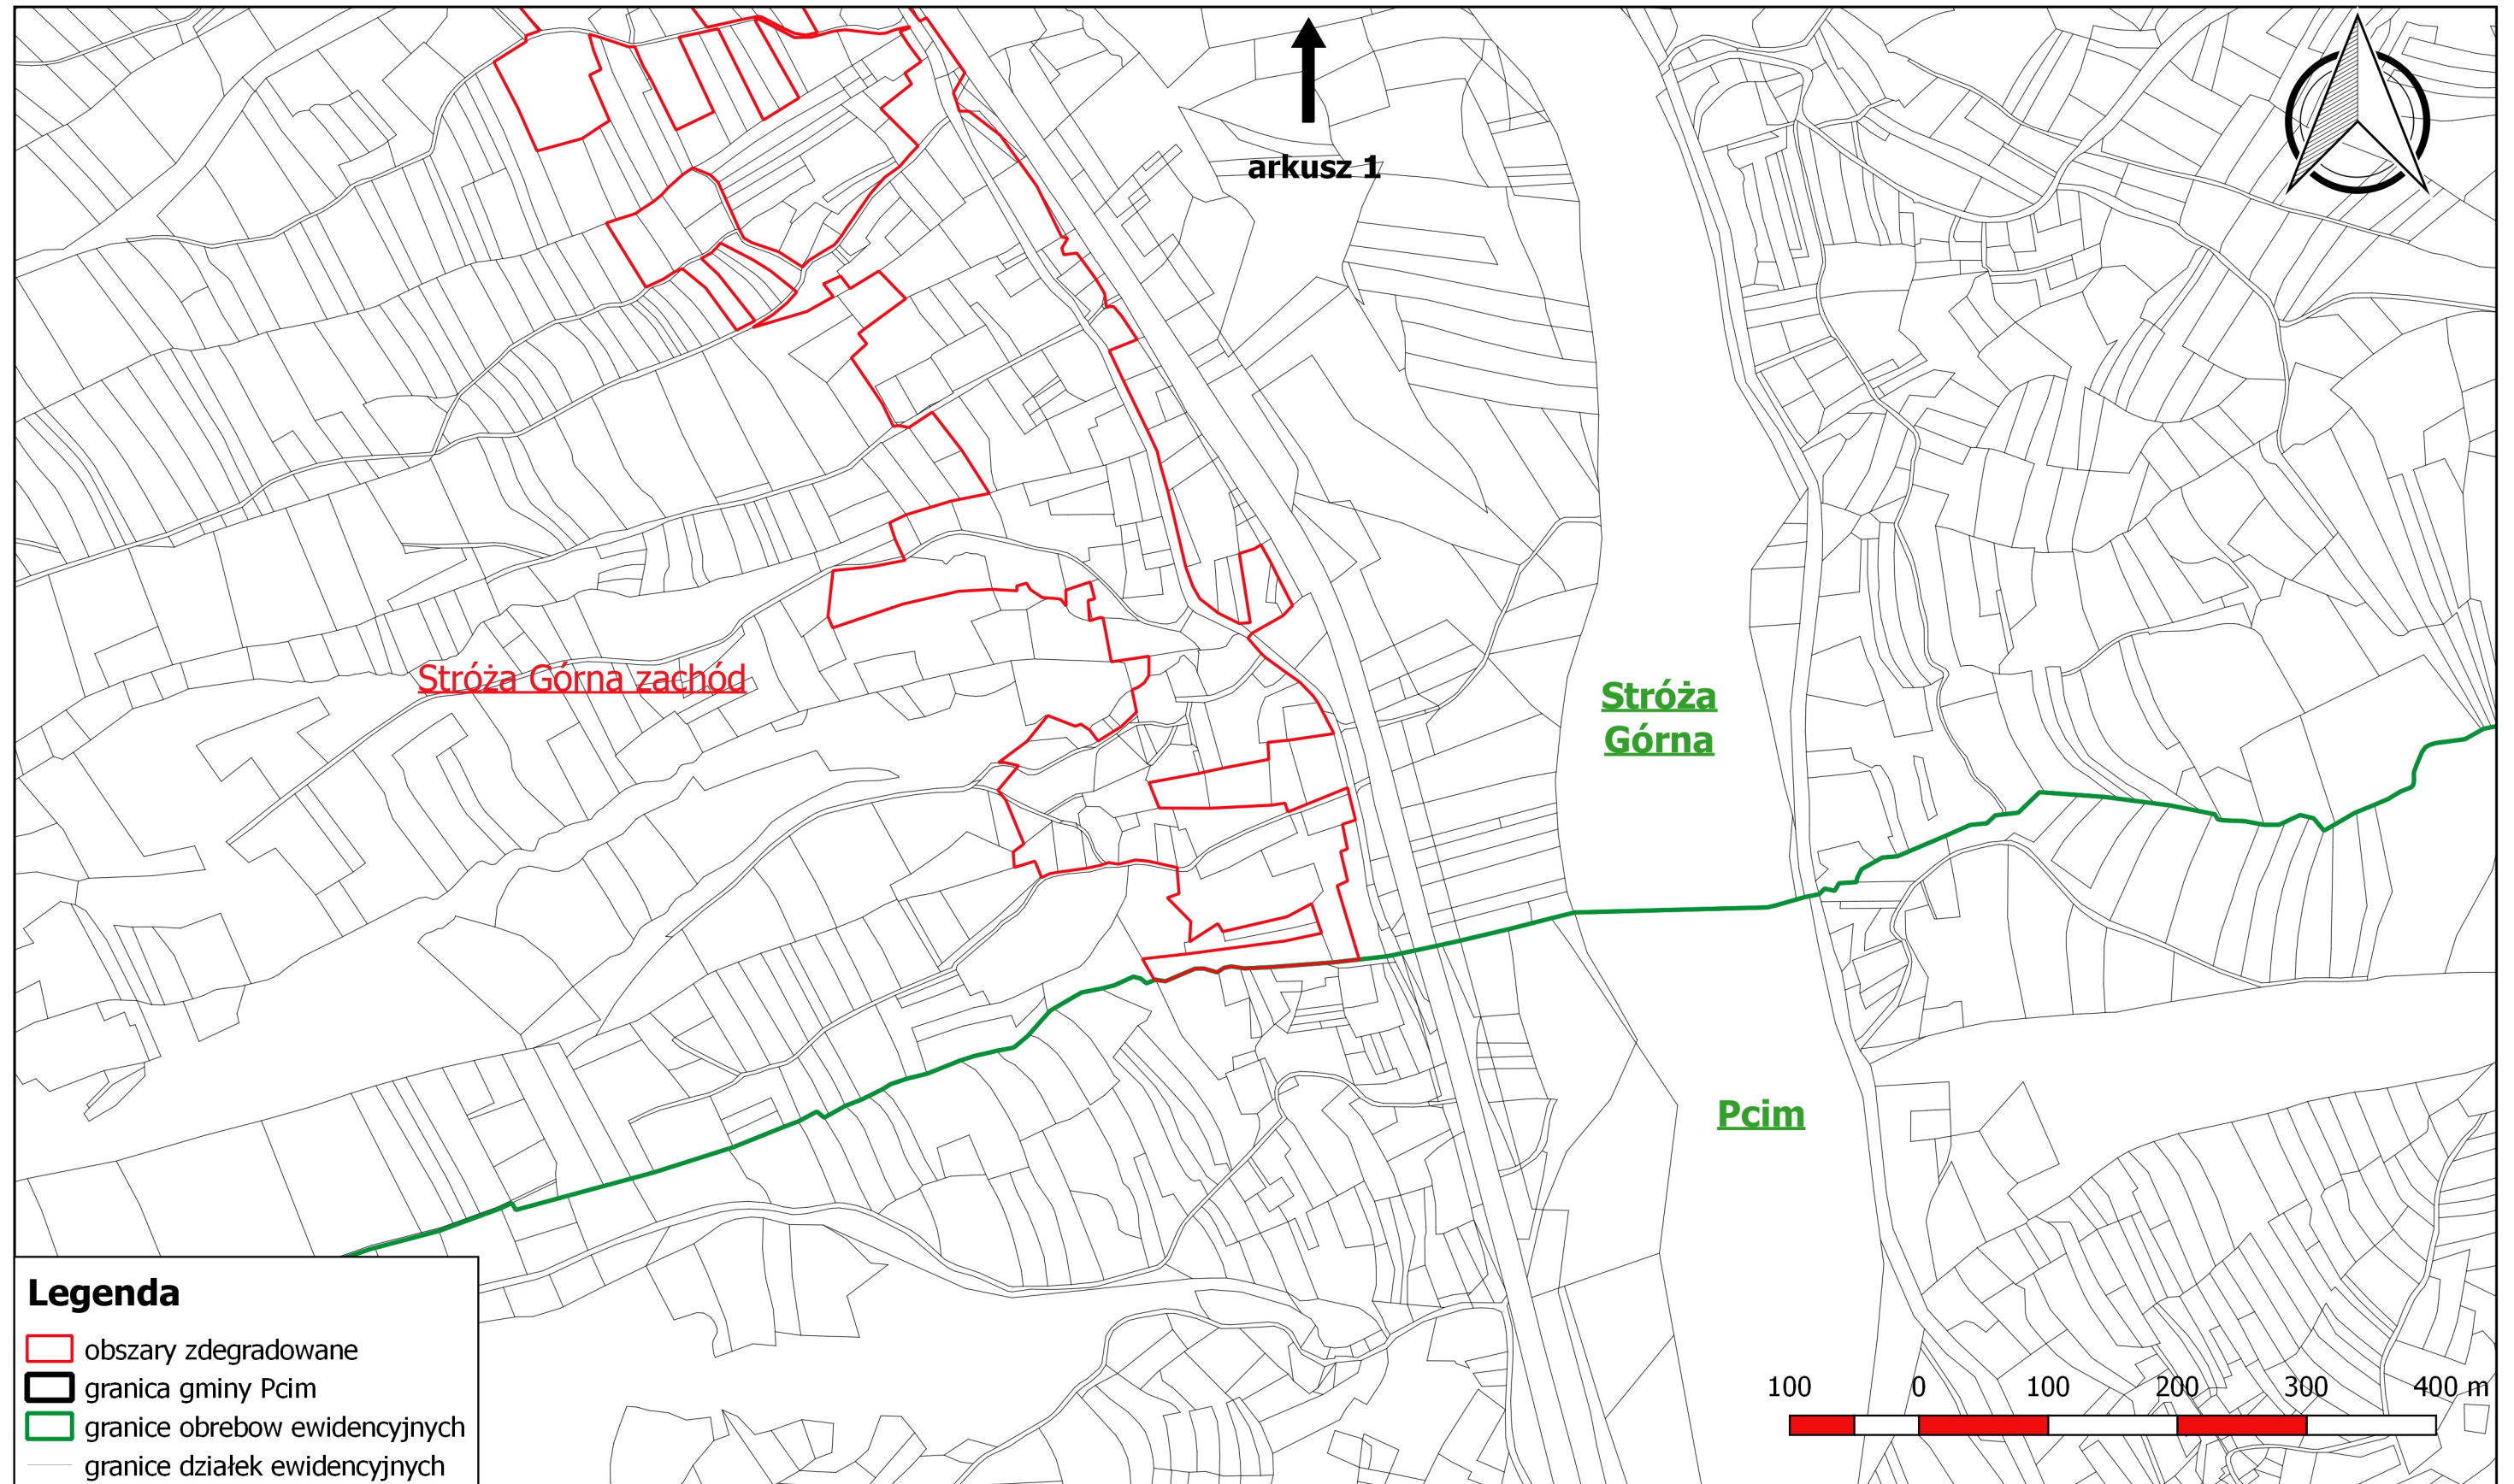 arkusz 1
Stróża Górna zachód
Stróża
Górna
Pcim
Legenda
obszary zdegradowane
granica gminy Pcim
granice obrebow ewidencyjnych
granice działek ewidencyjnych
100 0 100 200 300 400 m